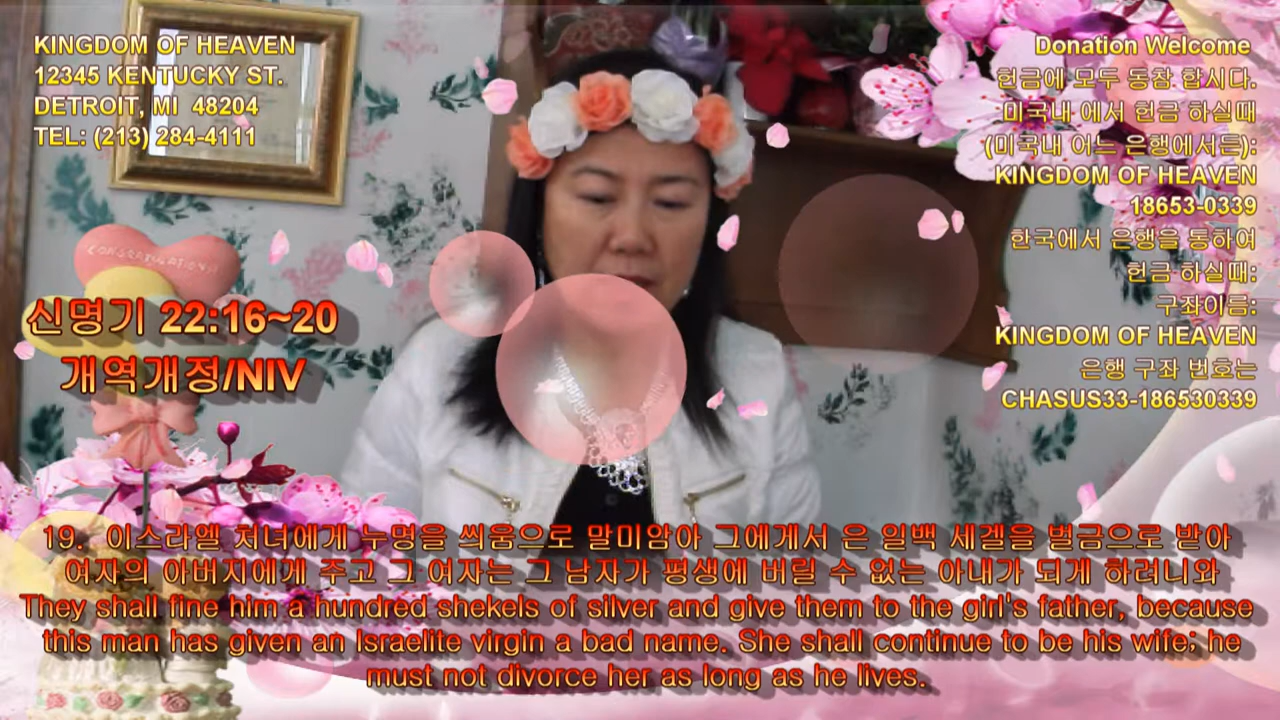 KINGDOM OF HEAVEN
12345 KENTUCKY ST.
DETROIT, MI 48204
TEL: (213) 284-4111
Donation Welcome
헌금에 모두 동참 합시다.
미국내 에서 헌금 하실때
(미국내 어느 은행에서든):
KINGDOM OF HEAVEN
18653-0339
한국에서 은행을 통하여
헌금 하실때:
구좌이름:
KINGDOM OF HEAVEN
은행 구좌 번호는
CHASUS33-186530339
CONGRATULATIONS
신명기 22:16~20
개역개정/NIV
19. 이스라엘 처녀에게 누명을 씌움으로 말미암아 그에게서 은 일백 세겔을 벌금으로 받아
여자의 아버지에게 주고 그 여자는 그 남자가 평생에 버릴 수 없는 아내가 되게 하려니와
They shall fine him a hundred shekels of silver and give them to the girl's father, because
this man has given an Israelite virgin a bad name. She shall continue to be his wife; he
must not divorce her as long as he lives.